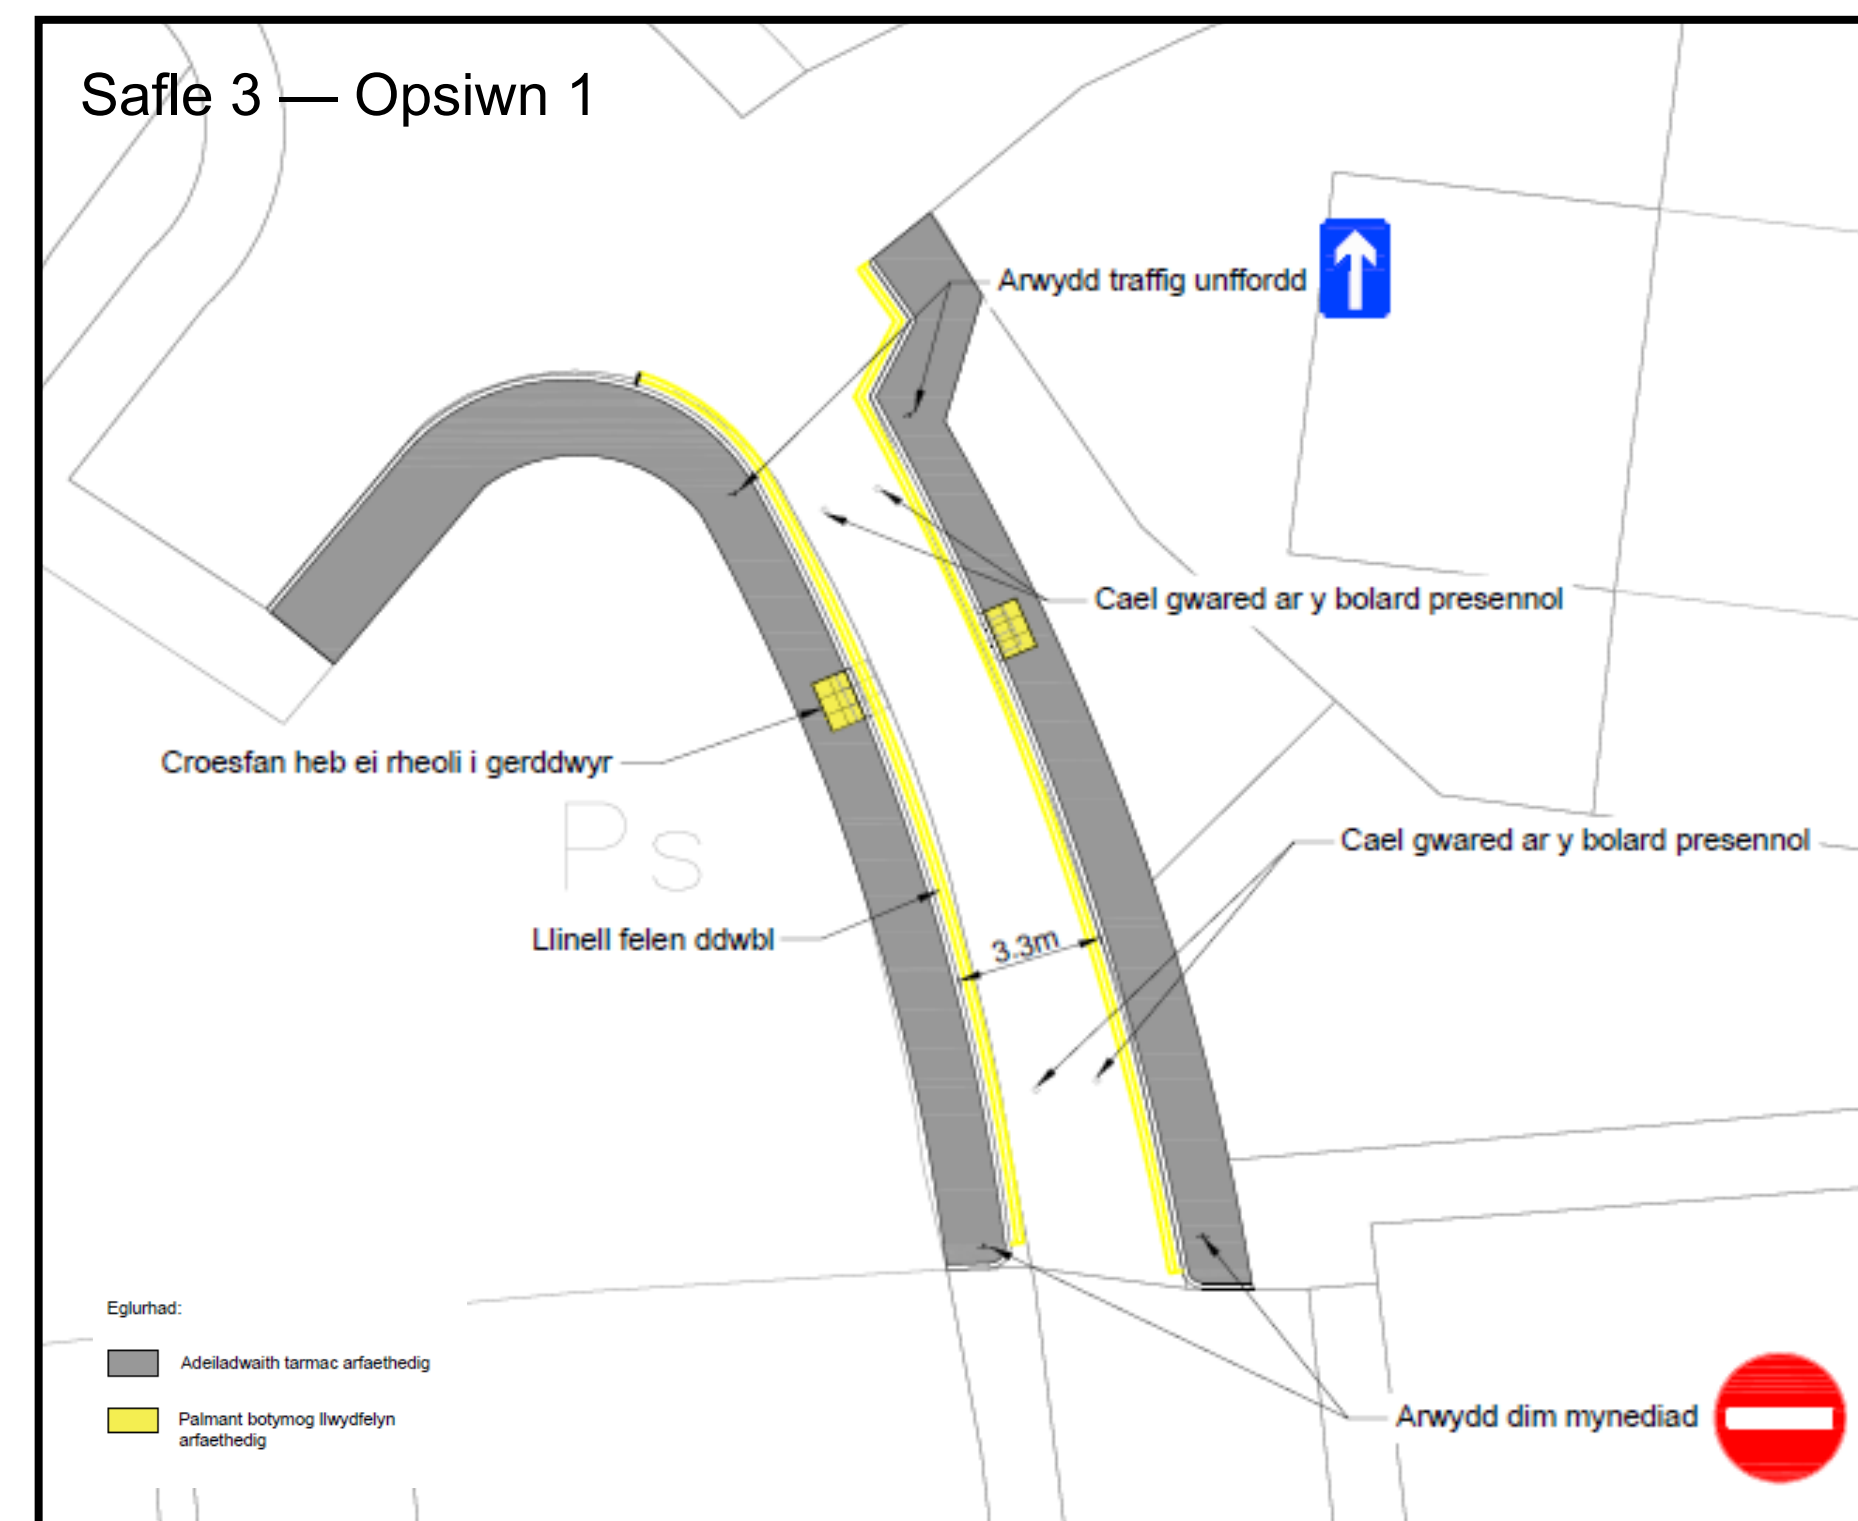 Safle 3 — Opsiwn 1
Arwydd traffig unffordd
Cael gwared ar y bolard presennol
Croesfan heb ei rheoli i gerddwyr
Ps
Cael gwared ar y bolard presennol
Llinell felen ddwbl
3.3m
Eglurhad:
Adeiladwaith tarmac arfaethedig
Palmant botymog llwydfelyn
arfaethedig
Arwydd dim mynediad